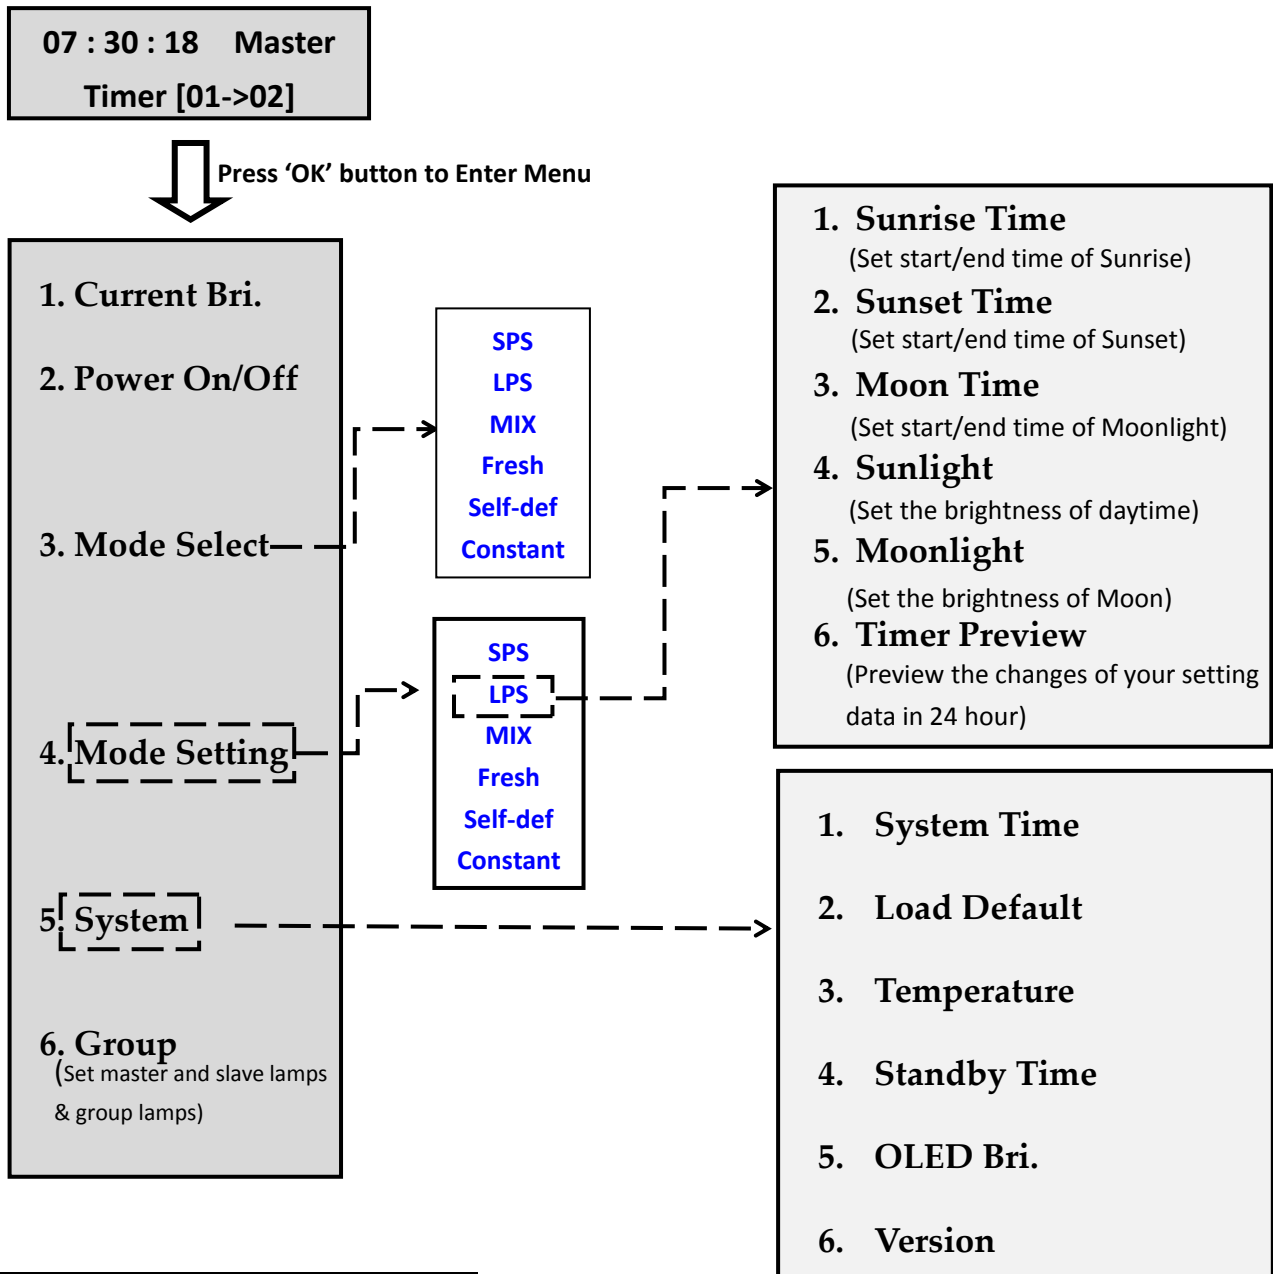 07 : 30 : 18 Master
Timer [01->02]
Press ‘OK’ button to Enter Menu
1. Current Bri.
2. Power On/Off
3. Mode Select
4. Mode Setting
5. System
6. Group
(Set master and slave lamps
& group lamps)
SPS
LPS
MIX
Fresh
Self-def
Constant
SPS
LPS
MIX
Fresh
Self-def
Constant
1. Sunrise Time
(Set start/end time of Sunrise)
2. Sunset Time
(Set start/end time of Sunset)
3. Moon Time
(Set start/end time of Moonlight)
4. Sunlight
(Set the brightness of daytime)
5. Moonlight
(Set the brightness of Moon)
6. Timer Preview
(Preview the changes of your setting
data in 24 hour)
1. System Time
2. Load Default
3. Temperature
4. Standby Time
5. OLED Bri.
6. Version